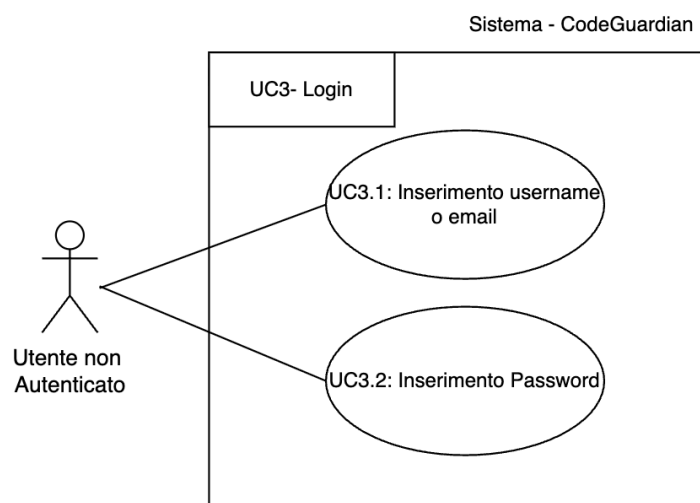 Sistema - CodeGuardian
UC3- Login
UC3.1: Inserimento username
o email
Utente non
Autenticato
UC3.2: Inserimento Password